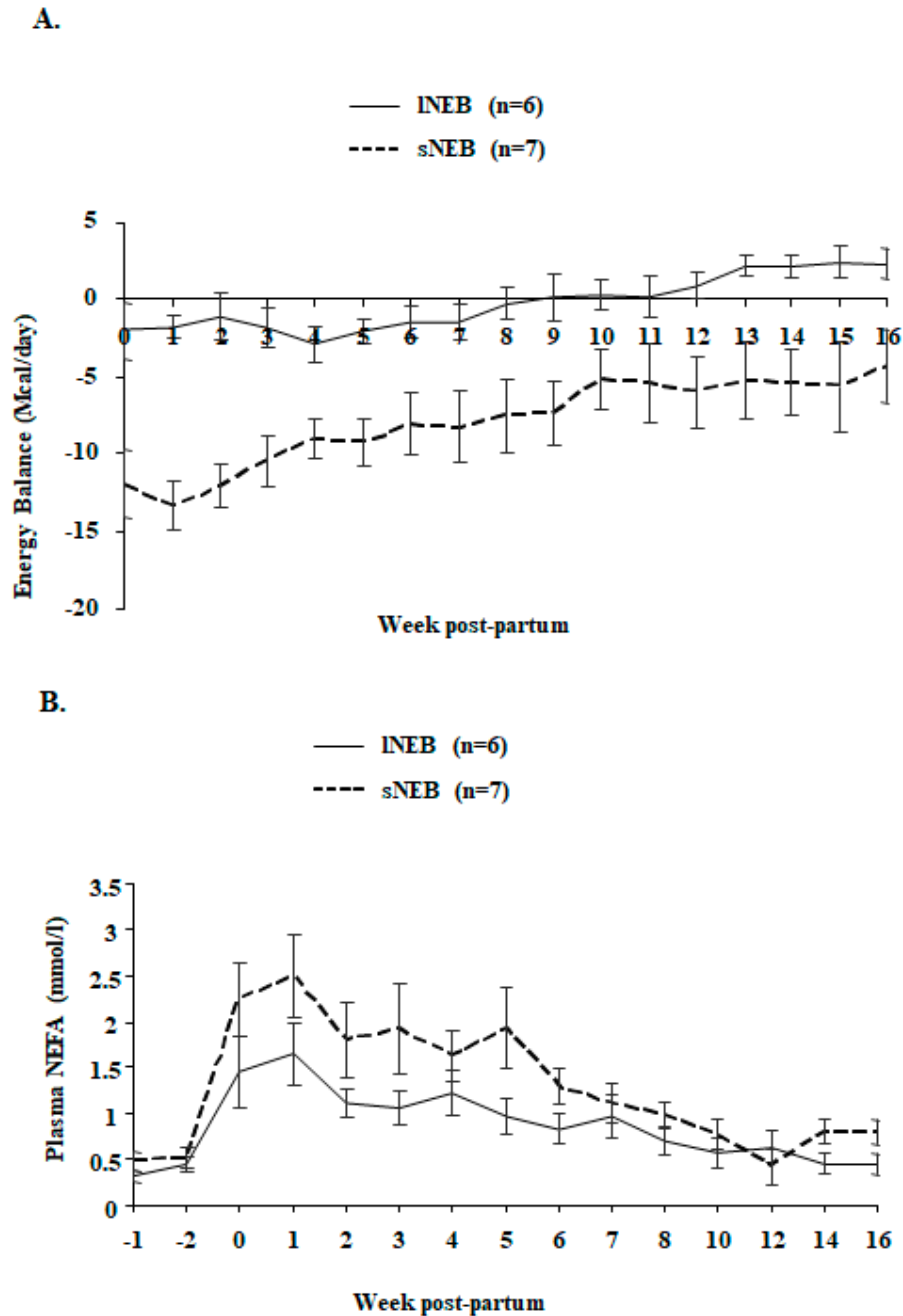 A.
lNEB (n=6)
sNEB (n=7)
5
0
-5
-10
-15
-20
0 1 2 3 4 5 6 7 8 9 10 11 12 13 14 15 16
Energy Balance (Mcal/day)
Week post-partum
B.
lNEB (n=6)
sNEB (n=7)
3.5
3
2.5
2
1.5
1
0.5
0
-1 -2 0 1 2 3 4 5 6 7 8 10 12 14 16
Plasma NEFA (mmol/l)
Week post-partum